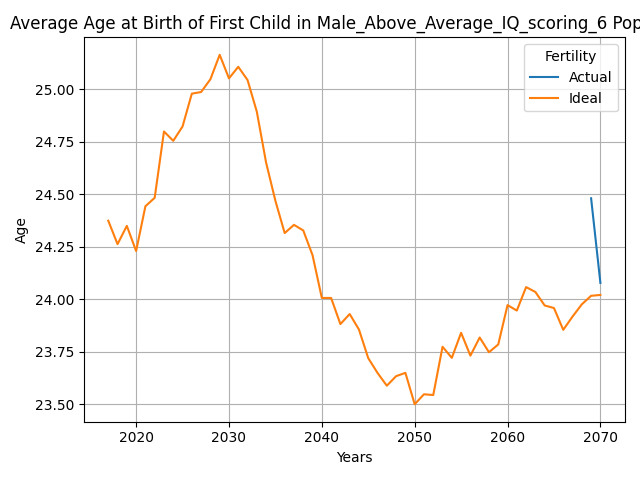 Average Age at Birth of First Child in Male_Above_Average_IQ_scoring_6 Pop
Fertility
Actual
Ideal
25.00
24.75
24.50
24.25
24.00
23.75
23.50
Age
2020 2030 2040 2050 2060 2070
Years